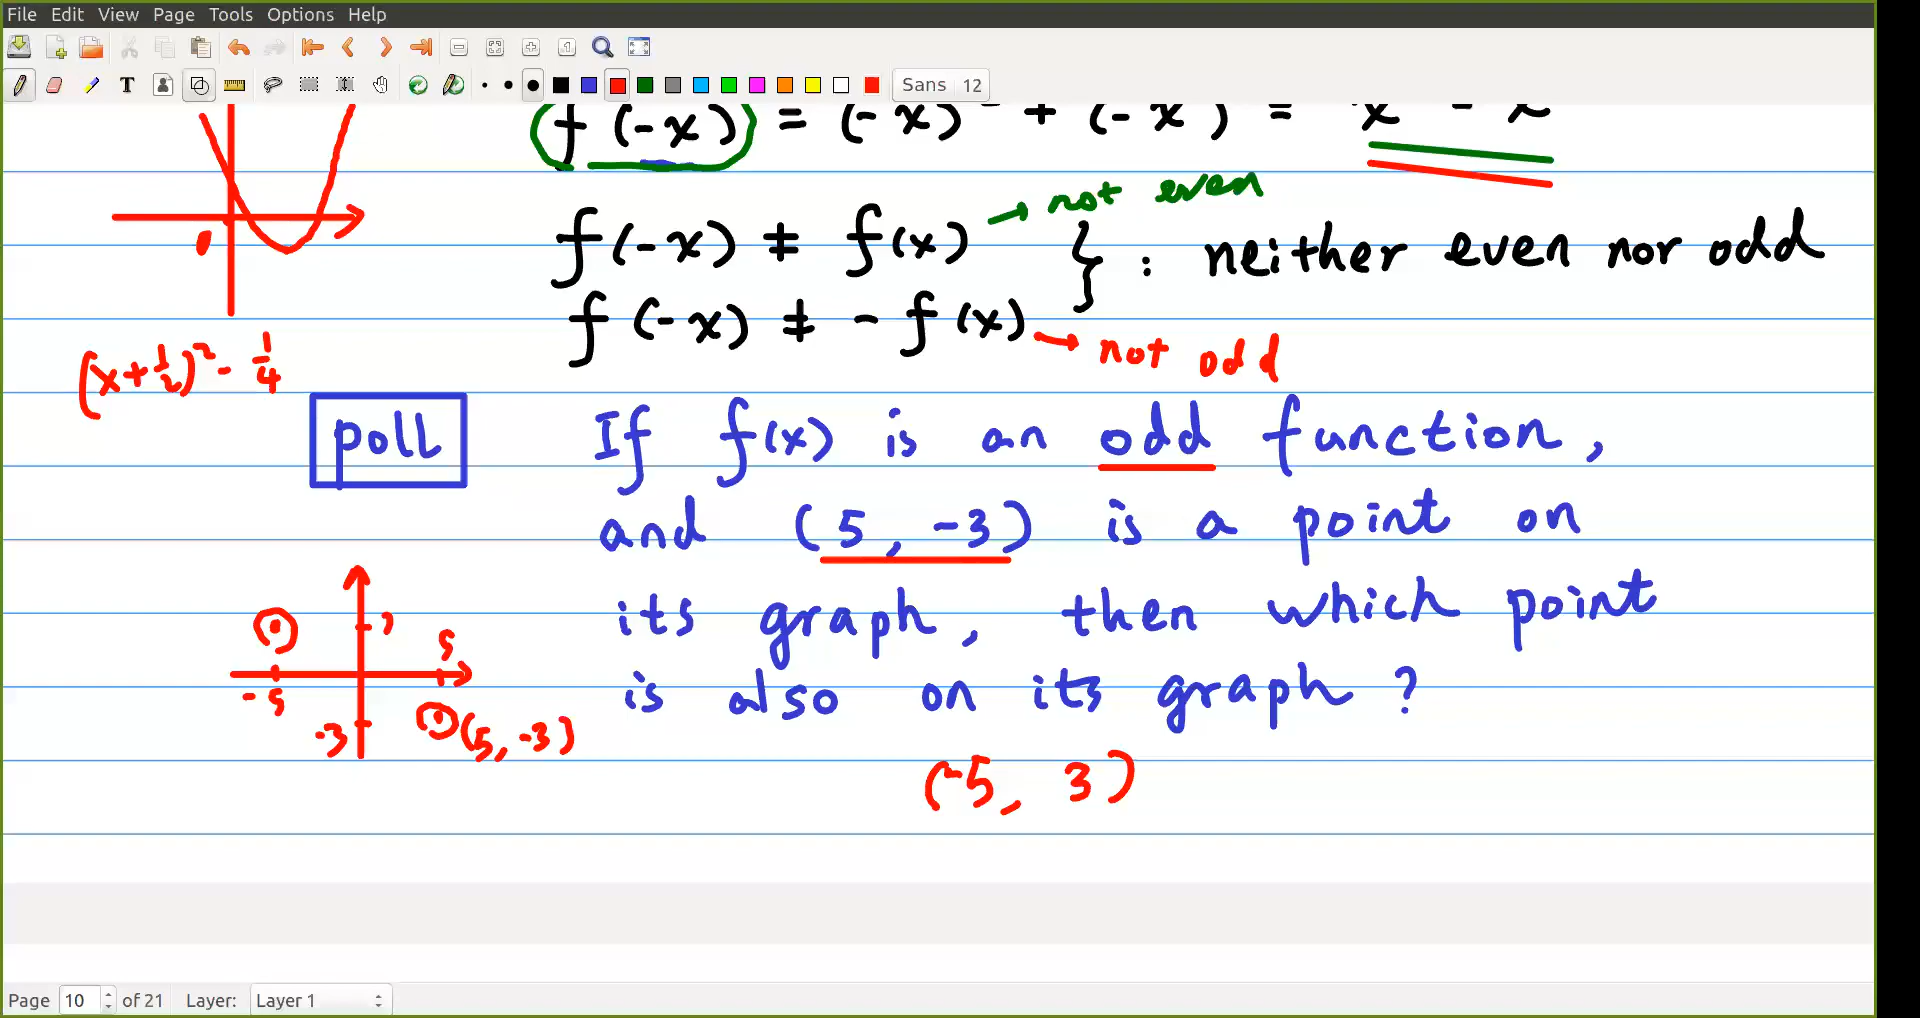 File Edit View Page Tools Options Help
Sans 12
f(-x) = (-x) + (-x) = x - x
→ not even
f(-x) ≠ f(x) } : neither even nor odd
f(-x) ≠ - f(x)
→ not odd
(x+1/2)² - 1/4
poll
If f(x) is an odd function,
and (5, -3) is a point on
its graph, then which point
is also on its graph?
5
-5
-3 (5, -3)
(-5, 3)
Page 10 of 21 Layer: Layer 1